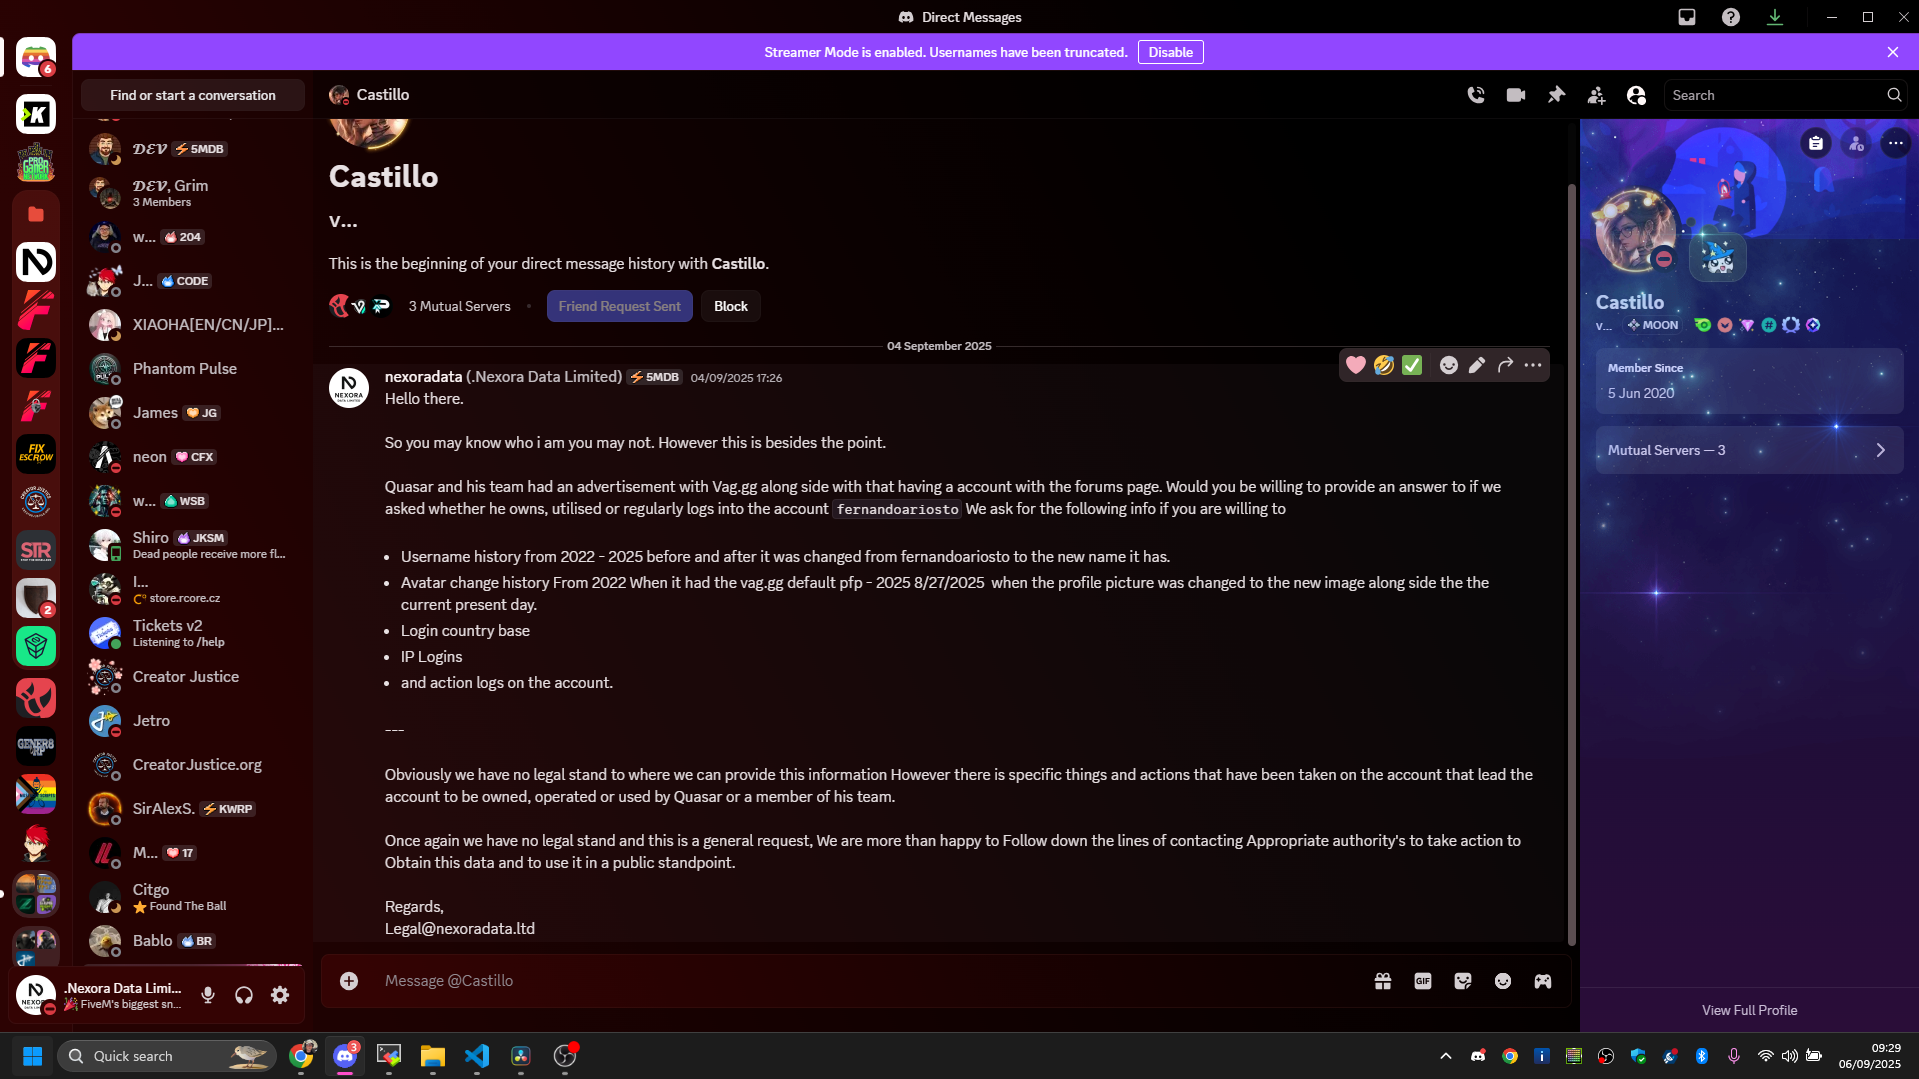 Direct Messages
Streamer Mode is enabled. Usernames have been truncated. Disable
6
Find or start a conversation
DEV 5MDB
DEV, Grim
3 Members
w... 204
J... CODE
XIAOHA[EN/CN/JP]...
Phantom Pulse
James JG
neon CFX
w... WSB
Shiro JKSM
Dead people receive more fl...
I...
store.rcore.cz
Tickets v2
Listening to /help
Creator Justice
Jetro
CreatorJustice.org
SirAlexS. KWRP
M... 17
Citgo
Found The Ball
Bablo BR
FIX
ESCROW
STR
2
GENER8
RP
.Nexora Data Limi...
FiveM's biggest sn...
Castillo
Search
Castillo
v...
This is the beginning of your direct message history with Castillo.
3 Mutual Servers • Friend Request Sent Block
04 September 2025
NEXORA
nexoradata (.Nexora Data Limited) 5MDB 04/09/2025 17:26
Hello there.
So you may know who i am you may not. However this is besides the point.
Quasar and his team had an advertisement with Vag.gg along side with that having a account with the forums page. Would you be willing to provide an answer to if we
asked whether he owns, utilised or regularly logs into the account fernandoariosto We ask for the following info if you are willing to
• Username history from 2022 - 2025 before and after it was changed from fernandoariosto to the new name it has.
• Avatar change history From 2022 When it had the vag.gg default pfp - 2025 8/27/2025 when the profile picture was changed to the new image along side the the
current present day.
• Login country base
• IP Logins
• and action logs on the account.
---
Obviously we have no legal stand to where we can provide this information However there is specific things and actions that have been taken on the account that lead the
account to be owned, operated or used by Quasar or a member of his team.
Once again we have no legal stand and this is a general request, We are more than happy to Follow down the lines of contacting Appropriate authority's to take action to
Obtain this data and to use it in a public standpoint.
Regards,
Legal@nexoradata.ltd
Message @Castillo
GIF
Castillo
v... MOON
Member Since
5 Jun 2020
Mutual Servers — 3
View Full Profile
Quick search
3
09:29
06/09/2025